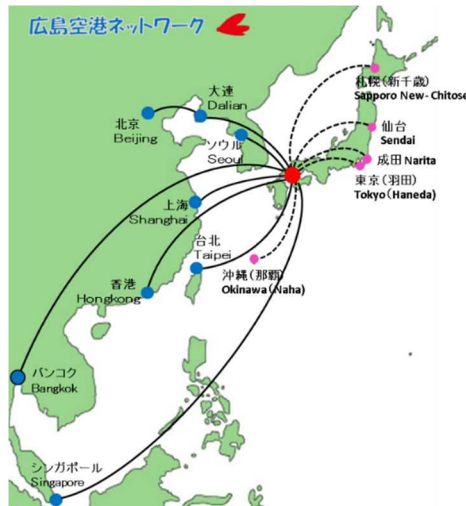 広島空港ネットワーク
札幌(新千歳)
Sapporo New-Chitose
大連
Dalian
北京
Beijing
仙台
Sendai
ソウル
Seoul
成田 Narita
東京(羽田)
Tokyo(Haneda)
上海
Shanghai
台北
Taipei
沖縄(那覇)
Okinawa(Naha)
香港
Hongkong
バンコク
Bangkok
シンガポール
Singapore